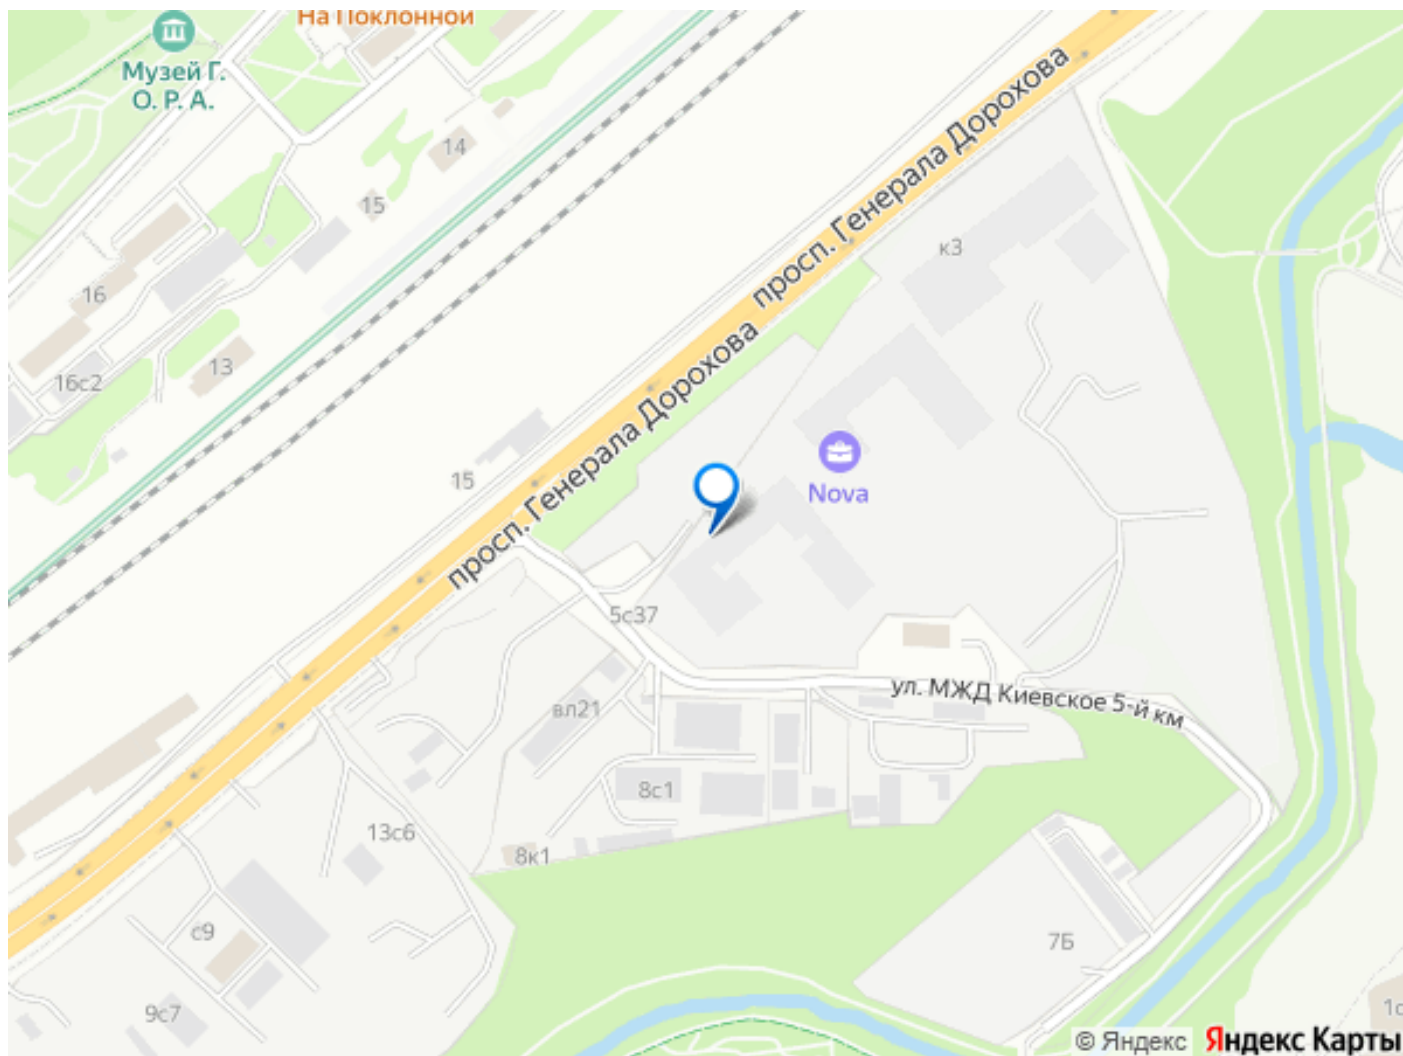 На Поклонной
Музей Г.
О. Р. А.
14
15
16
13
16с2
просп. Генерала Дорохова
к3
просп. Генерала Дорохова
15
Nova
5с37
ул. МЖД Киевское 5-й км
вл21
8с1
13с6
8к1
с9
7Б
9с7
1с
© Яндекс
Яндекс Карты